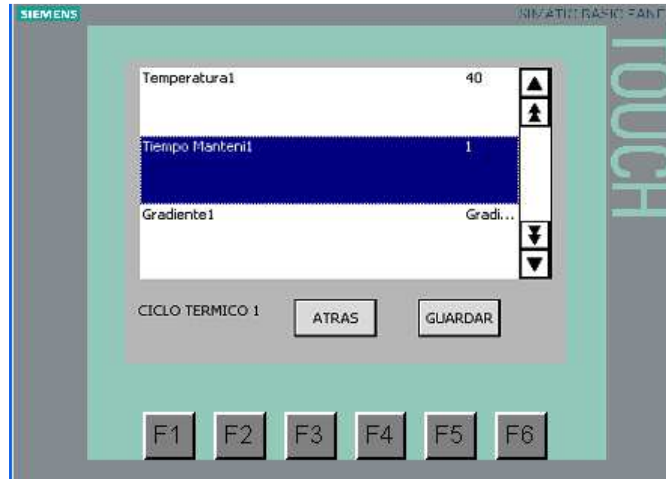 SIEMENS
SIMATIC BASIC PANE
TOUCH
Temperatura1 40
Tiempo Manteni1 1
Gradiente1 Gradi...
CICLO TERMICO 1 ATRAS GUARDAR
F1 F2 F3 F4 F5 F6